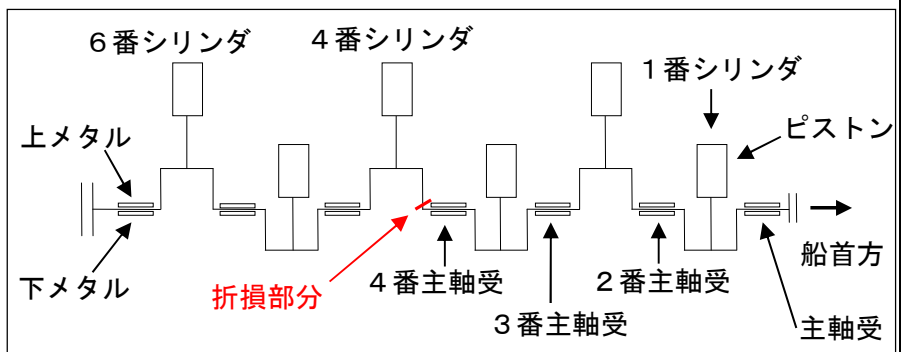 6番シリンダ
4番シリンダ
1番シリンダ
上メタル
ピストン
船首方
下メタル
折損部分
4番主軸受
2番主軸受
3番主軸受
主軸受